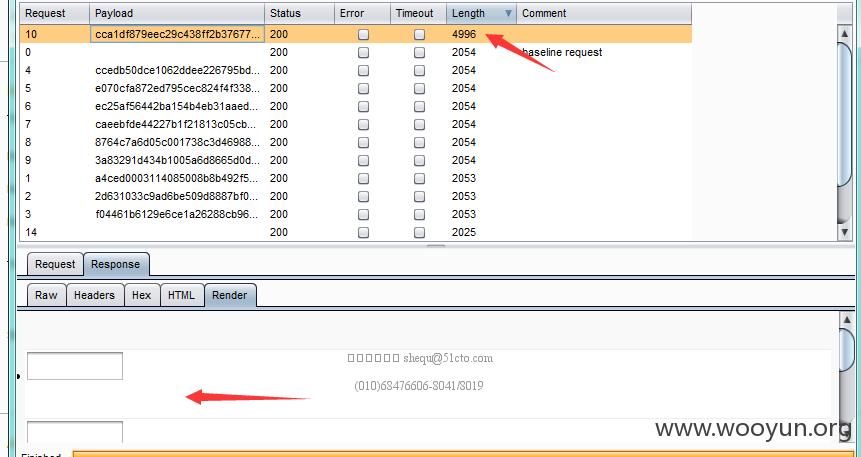 Request Payload Status Error Timeout Length Comment
10 cca1df879eec29c438ff2b37677... 200 4996
0 200 2054 baseline request
4 ccedb50dce1062ddee226795bd... 200 2054
5 e070cfa872ed795cec824f4f338... 200 2054
6 ec25af56442ba154b4eb31aaed... 200 2054
7 caeebfde44227b1f21813c05cb... 200 2054
8 8764c7a6d05c001738c3d46988... 200 2054
9 3a83291d434b1005a6d8665d0d... 200 2054
1 a4ced0003114085008b8b492f5... 200 2053
2 2d631033c9ad6be509d8887bf0... 200 2053
3 f04461b6129e6ce1a26288cb96... 200 2053
14 200 2025
Request Response
Raw Headers Hex HTML Render
shequ@51cto.com
(010)68476606-8041/8019
www.wooyun.org
Finished